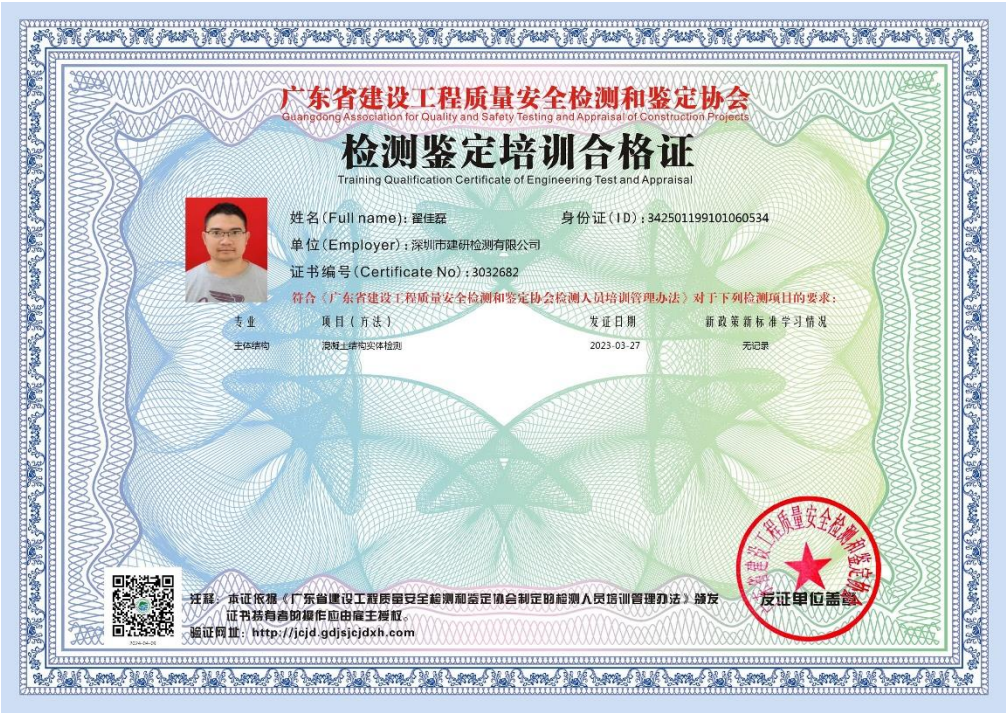 广东省建设工程质量安全检测和鉴定协会
Guangdong Association for Quality and Safety Testing and Appraisal of Construction Projects
检测鉴定培训合格证
Training Qualification Certificate of Engineering Test and Appraisal
姓名(Full name):翟佳磊 身份证(ID):342501199101060534
单位(Employer):深圳市建研检测有限公司
证书编号(Certificate No):3032682
符合《广东省建设工程质量安全检测和鉴定协会检测人员培训管理办法》对于下列检测项目的要求:
专业 项目(方法) 发证日期 新政策新标准学习情况
主体结构 混凝土结构实体检测 2023-03-27 无记录
注释:本证依据《广东省建设工程质量安全检测和鉴定协会制定的检测人员培训管理办法》颁发
证书持有者的操作应由雇主授权。
验证网址:http://jcjd.gdjsjcjdxh.com
省建设工程质量安全检测和鉴定协会
发证单位盖章